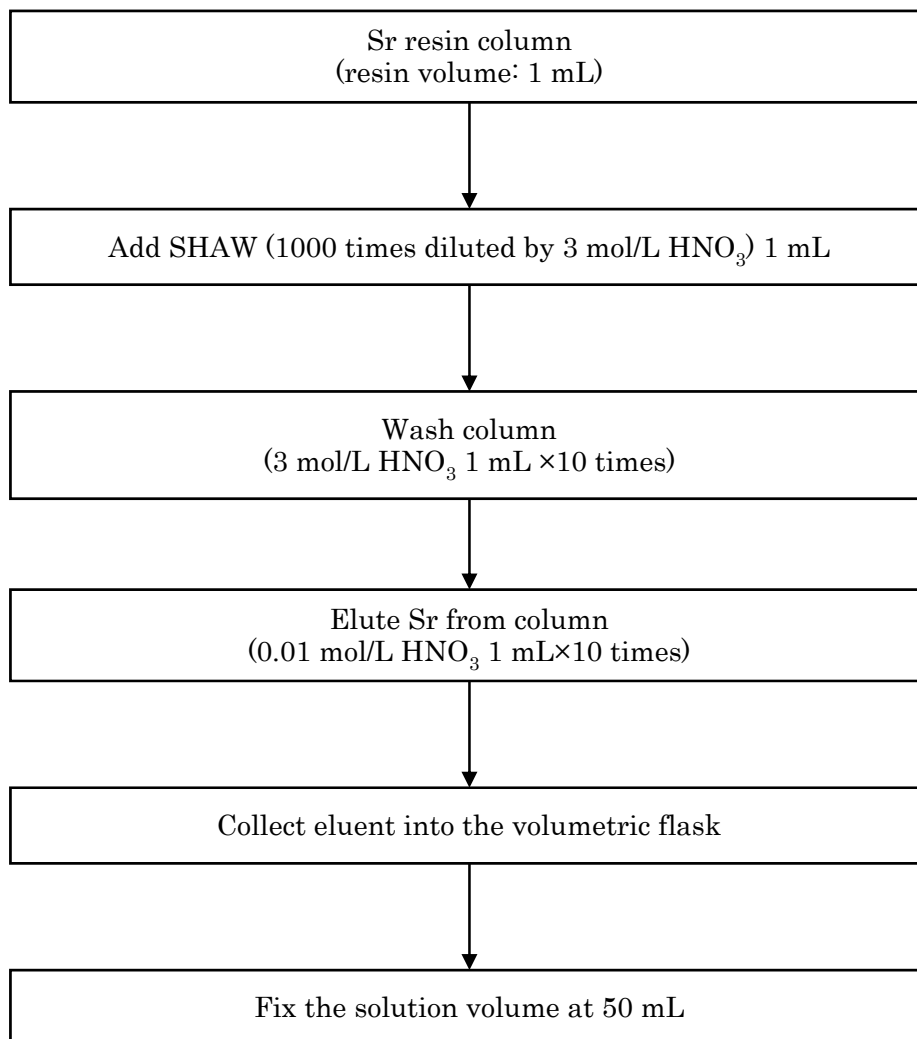 Sr resin column
(resin volume: 1 mL)
Add SHAW (1000 times diluted by 3 mol/L HNO₃) 1 mL
Wash column
(3 mol/L HNO₃ 1 mL ×10 times)
Elute Sr from column
(0.01 mol/L HNO₃ 1 mL×10 times)
Collect eluent into the volumetric flask
Fix the solution volume at 50 mL